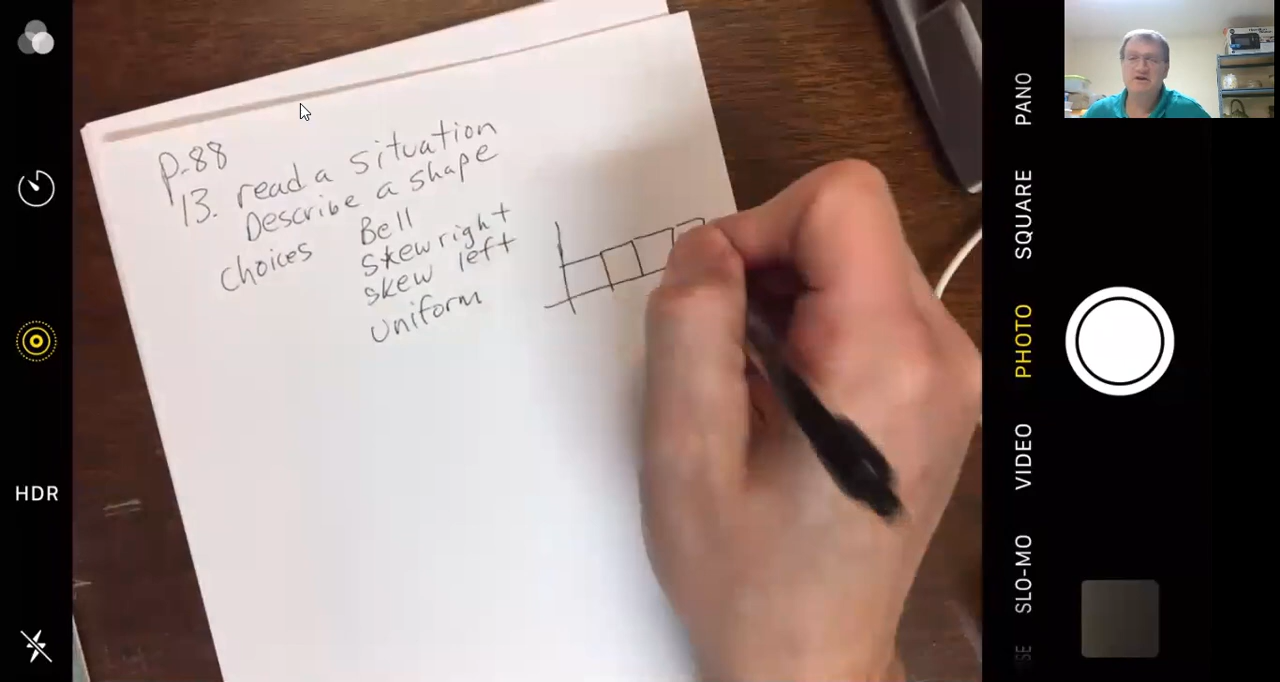 p.88
13. read a situation
Describe a shape
choices Bell
skew right
skew left
uniform
HDR
PANO
SQUARE
PHOTO
VIDEO
SLO-MO
SE